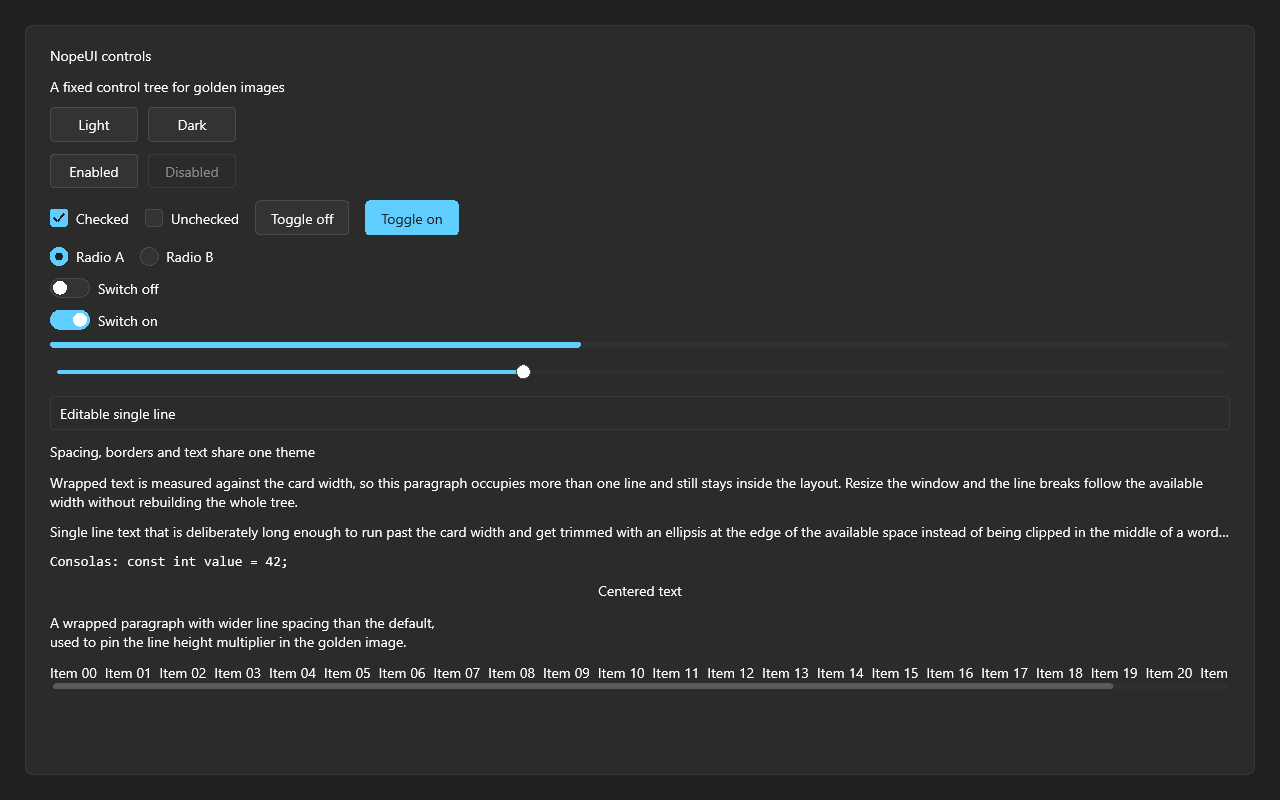 NopeUI controls
A fixed control tree for golden images
Light Dark
Enabled Disabled
Checked Unchecked Toggle off Toggle on
Radio A Radio B
Switch off
Switch on
Editable single line
Spacing, borders and text share one theme
Wrapped text is measured against the card width, so this paragraph occupies more than one line and still stays inside the layout. Resize the window and the line breaks follow the available
width without rebuilding the whole tree.
Single line text that is deliberately long enough to run past the card width and get trimmed with an ellipsis at the edge of the available space instead of being clipped in the middle of a word...
Consolas: const int value = 42;
Centered text
A wrapped paragraph with wider line spacing than the default,
used to pin the line height multiplier in the golden image.
Item 00 Item 01 Item 02 Item 03 Item 04 Item 05 Item 06 Item 07 Item 08 Item 09 Item 10 Item 11 Item 12 Item 13 Item 14 Item 15 Item 16 Item 17 Item 18 Item 19 Item 20 Item